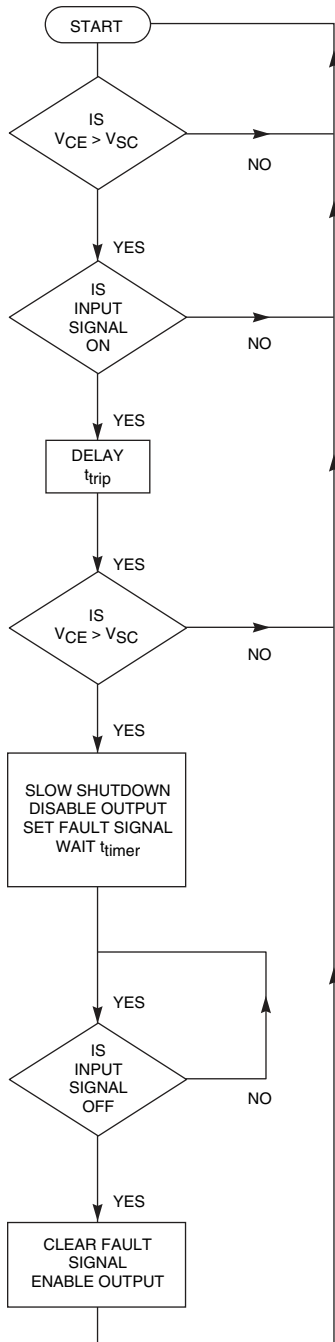 START
IS
VCE > VSC
NO
YES
IS
INPUT
SIGNAL
ON
NO
YES
DELAY
ttrip
YES
IS
VCE > VSC
NO
YES
SLOW SHUTDOWN
DISABLE OUTPUT
SET FAULT SIGNAL
WAIT ttimer
YES
IS
INPUT
SIGNAL
OFF
NO
YES
CLEAR FAULT
SIGNAL
ENABLE OUTPUT